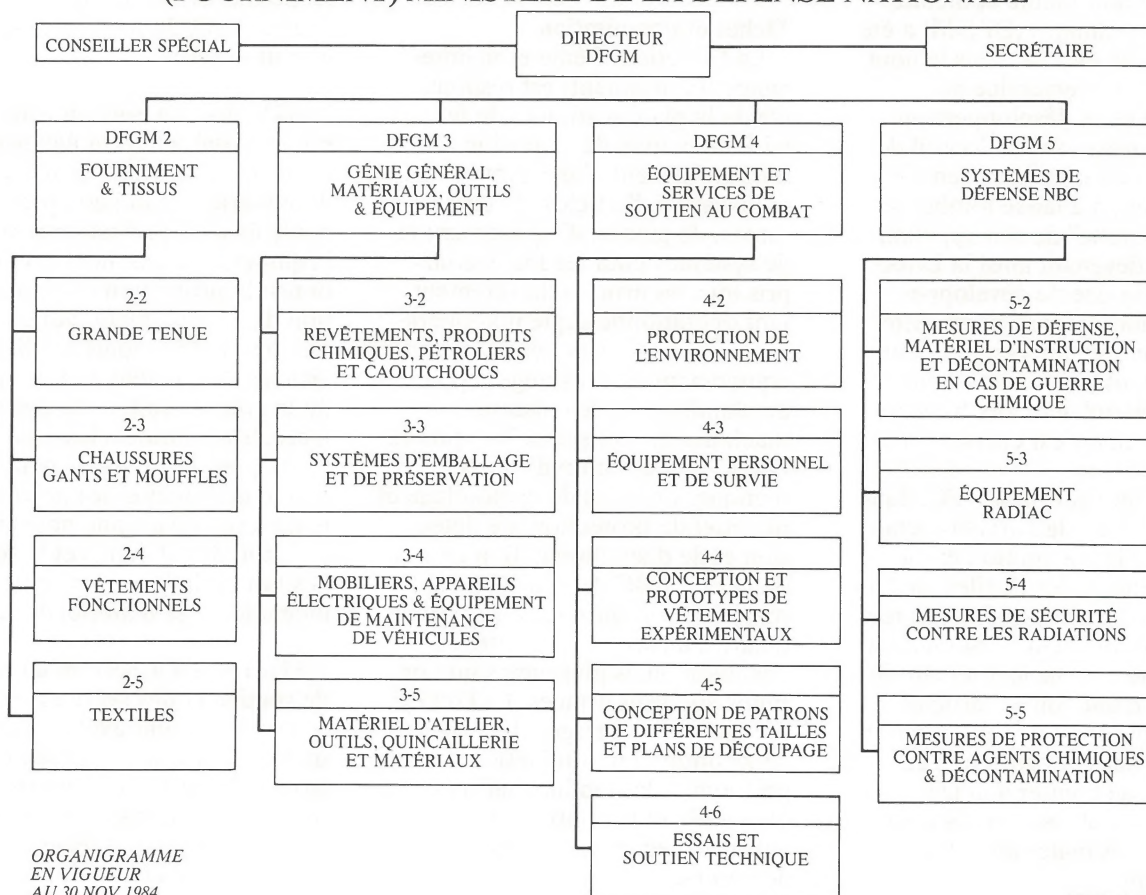 (FOURNIMENT) MINISTÈRE DE LA DÉFENSE NATIONALE
CONSEILLER SPÉCIAL
DIRECTEUR
DFGM
SECRÉTAIRE
DFGM 2
FOURNIMENT
& TISSUS
DFGM 3
GÉNIE GÉNÉRAL,
MATÉRIAUX, OUTILS
& ÉQUIPEMENT
DFGM 4
ÉQUIPEMENT ET
SERVICES DE
SOUTIEN AU COMBAT
DFGM 5
SYSTÈMES DE
DÉFENSE NBC
2-2
GRANDE TENUE
2-3
CHAUSSURES
GANTS ET MOUFFLES
2-4
VÊTEMENTS
FONCTIONNELS
2-5
TEXTILES
3-2
REVÊTEMENTS, PRODUITS
CHIMIQUES, PÉTROLIERS
ET CAOUTCHOUCS
3-3
SYSTÈMES D'EMBALLAGE
ET DE PRÉSERVATION
3-4
MOBILIERS, APPAREILS
ÉLECTRIQUES & ÉQUIPEMENT
DE MAINTENANCE
DE VÉHICULES
3-5
MATÉRIEL D'ATELIER,
OUTILS, QUINCAILLERIE
ET MATÉRIAUX
4-2
PROTECTION DE
L'ENVIRONNEMENT
4-3
ÉQUIPEMENT PERSONNEL
ET DE SURVIE
4-4
CONCEPTION ET
PROTOTYPES DE
VÊTEMENTS
EXPÉRIMENTAUX
4-5
CONCEPTION DE PATRONS
DE DIFFÉRENTES TAILLES
ET PLANS DE DÉCOUPAGE
4-6
ESSAIS ET
SOUTIEN TECHNIQUE
5-2
MESURES DE DÉFENSE,
MATÉRIEL D'INSTRUCTION
ET DÉCONTAMINATION
EN CAS DE GUERRE
CHIMIQUE
5-3
ÉQUIPEMENT
RADIAC
5-4
MESURES DE SÉCURITÉ
CONTRE LES RADIATIONS
5-5
MESURES DE PROTECTION
CONTRE AGENTS CHIMIQUES
& DÉCONTAMINATION
ORGANIGRAMME
EN VIGUEUR
AU 30 NOV 1984